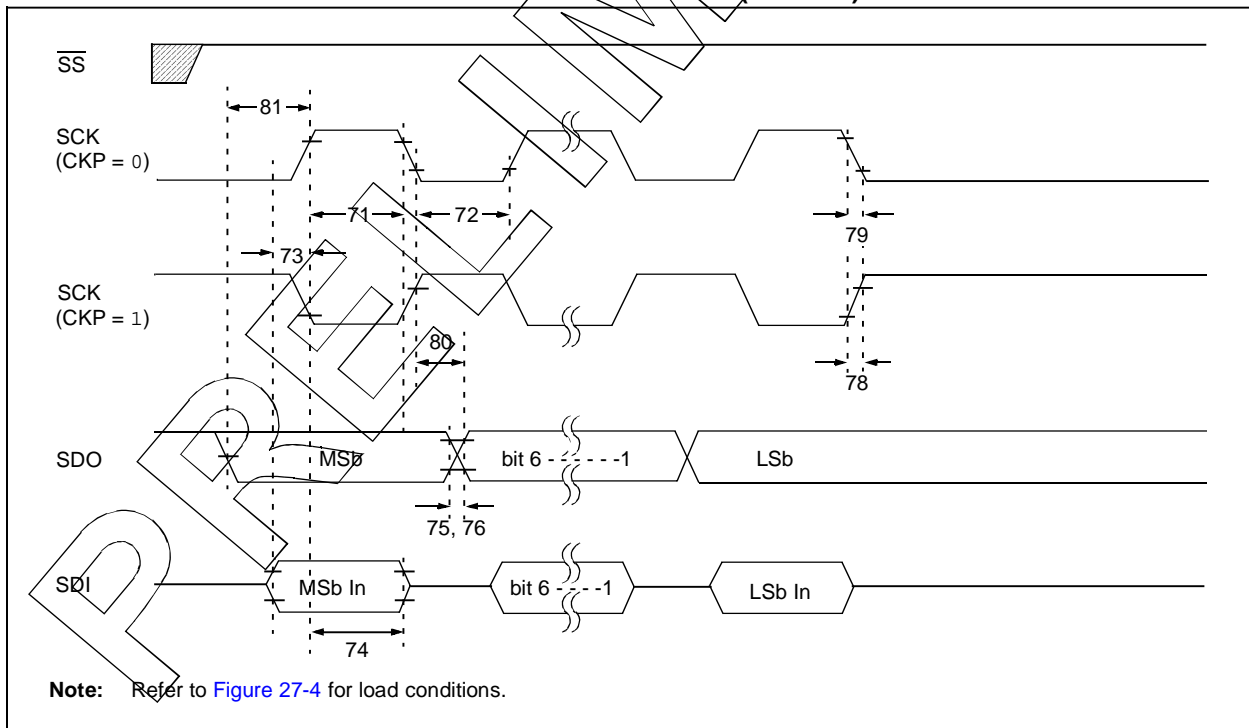 SS
81
SCK
(CKP = 0)
71
72
79
73
SCK
(CKP = 1)
80
78
SDO
MSb
bit 6 - - - - - -1
LSb
75, 76
SDI
MSb In
bit 6 - - - -1
LSb In
74
Note: Refer to Figure 27-4 for load conditions.
PRELIM